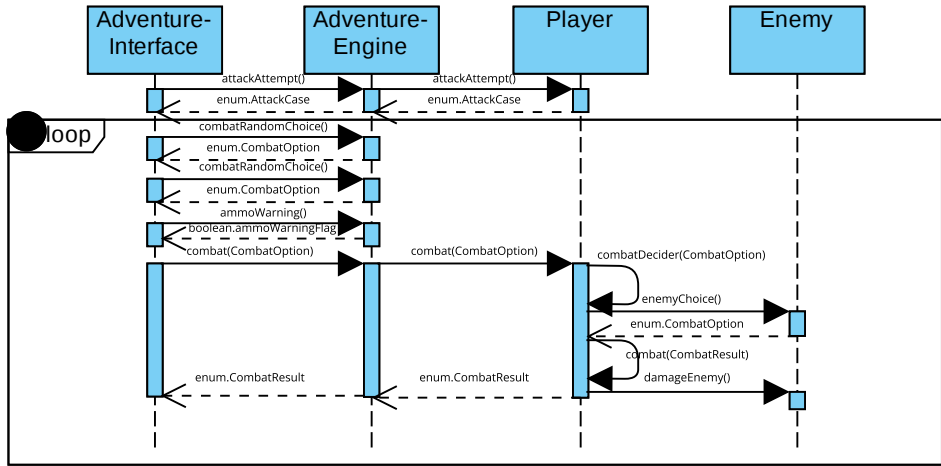 Adventure-
Interface
Adventure-
Engine
Player
Enemy
attackAttempt()
attackAttempt()
enum.AttackCase
enum.AttackCase
loop
combatRandomChoice()
enum.CombatOption
combatRandomChoice()
enum.CombatOption
ammoWarning()
boolean.ammoWarningFlag
combat(CombatOption)
combat(CombatOption)
combatDecider(CombatOption)
enemyChoice()
enum.CombatOption
combat(CombatResult)
enum.CombatResult
enum.CombatResult
damageEnemy()